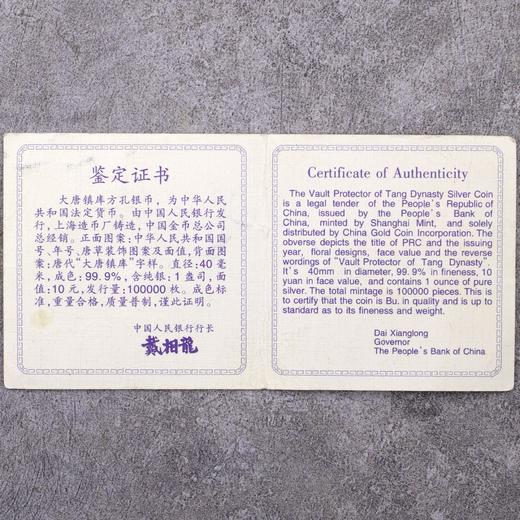 鉴定证书
大唐镇库方孔银币，为中华人民
共和国法定货币。由中国人民银行发
行，上海造币厂铸造，中国金币总公司
总经销。正面图案：中华人民共和国国
号、年号、唐草装饰图案及面值，背面图
案：唐代“大唐镇库”字样。直径：40毫
米，成色：99.9%，含纯银：1盎司，面
值：10元，发行量：100000枚。成色标
准，重量合格，质量普制，谨此证明。
中国人民银行行长
戴相龍
Certificate of Authenticity
The Vault Protector of Tang Dynasty Silver Coin
is a legal tender of the People's Republic of
China, issued by the People's Bank of
China, minted by Shanghai Mint, and solely
distributed by China Gold Coin Incorporation. The
obverse depicts the title of PRC and the issuing
year, floral designs, face value and the reverse
wordings of "Vault Protector of Tang Dynasty".
It's 40mm in diameter, 99.9% in fineness, 10
yuan in face value, and contains 1 ounce of pure
silver. The total mintage is 100000 pieces. This is
to certify that the coin is Bu. in quality and is up to
standard as to its fineness and weight.
Dai Xianglong
Governor
The People's Bank of China